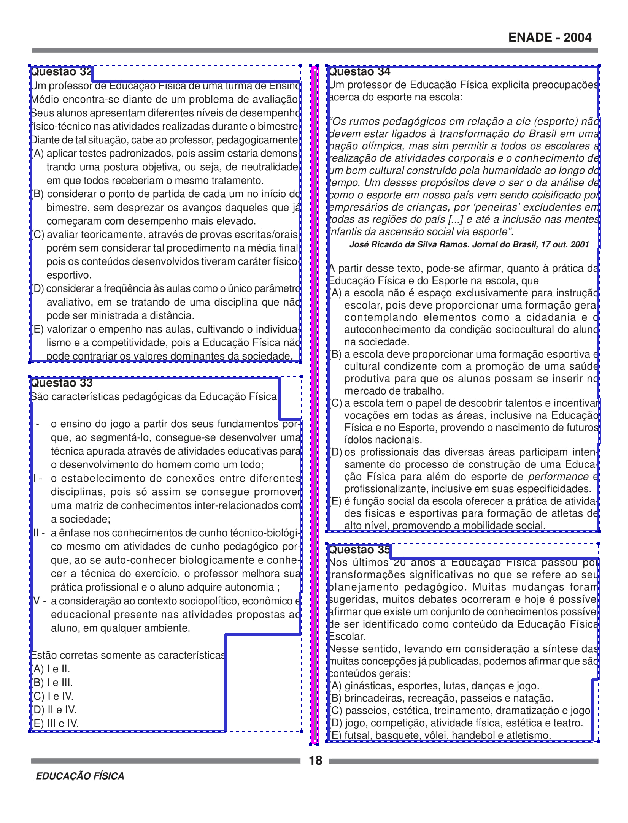 ENADE - 2004
Questão 32
Um professor de Educação Física de uma turma de Ensino
Médio encontra-se diante de um problema de avaliação.
Seus alunos apresentam diferentes níveis de desempenho
físico-técnico nas atividades realizadas durante o bimestre.
Diante de tal situação, cabe ao professor, pedagogicamente:
(A) aplicar testes padronizados, pois assim estaria demons-
trando uma postura objetiva, ou seja, de neutralidade,
em que todos receberiam o mesmo tratamento.
(B) considerar o ponto de partida de cada um no início do
bimestre, sem desprezar os avanços daqueles que já
começaram com desempenho mais elevado.
(C) avaliar teoricamente, através de provas escritas/orais,
porém sem considerar tal procedimento na média final,
pois os conteúdos desenvolvidos tiveram caráter físico-
esportivo.
(D) considerar a freqüência às aulas como o único parâmetro
avaliativo, em se tratando de uma disciplina que não
pode ser ministrada a distância.
(E) valorizar o empenho nas aulas, cultivando o individua-
lismo e a competitividade, pois a Educação Física não
pode contrariar os valores dominantes da sociedade.
Questão 33
São características pedagógicas da Educação Física:
I - o ensino do jogo a partir dos seus fundamentos por-
que, ao segmentá-lo, consegue-se desenvolver uma
técnica apurada através de atividades educativas para
o desenvolvimento do homem como um todo;
II - o estabelecimento de conexões entre diferentes
disciplinas, pois só assim se consegue promover
uma matriz de conhecimentos inter-relacionados com
a sociedade;
III - a ênfase nos conhecimentos de cunho técnico-biológi-
co mesmo em atividades de cunho pedagógico por-
que, ao se auto-conhecer biologicamente e conhe-
cer a técnica do exercício, o professor melhora sua
prática profissional e o aluno adquire autonomia ;
IV - a consideração ao contexto sociopolítico, econômico e
educacional presente nas atividades propostas ao
aluno, em qualquer ambiente.
Estão corretas somente as características
(A) I e II.
(B) I e III.
(C) I e IV.
(D) II e IV.
(E) III e IV.
Questão 34
Um professor de Educação Física explicita preocupações
acerca do esporte na escola:
"Os rumos pedagógicos em relação a ele (esporte) não
devem estar ligados à transformação do Brasil em uma
nação olímpica, mas sim permitir a todos os escolares a
realização de atividades corporais e o conhecimento de
um bem cultural construído pela humanidade ao longo do
tempo. Um desses propósitos deve o ser o da análise de
como o esporte em nosso país vem sendo coisificado por
empresários de crianças, por 'peneiras' excludentes em
todas as regiões do país [...] e até a inclusão nas mentes
infantis da ascensão social via esporte".
José Ricardo da Silva Ramos. Jornal do Brasil, 17 out. 2001
A partir desse texto, pode-se afirmar, quanto à prática da
Educação Física e do Esporte na escola, que
(A) a escola não é espaço exclusivamente para instrução
escolar, pois deve proporcionar uma formação geral
contemplando elementos como a cidadania e o
autoconhecimento da condição sociocultural do aluno
na sociedade.
(B) a escola deve proporcionar uma formação esportiva e
cultural condizente com a promoção de uma saúde
produtiva para que os alunos possam se inserir no
mercado de trabalho.
(C) a escola tem o papel de descobrir talentos e incentivar
vocações em todas as áreas, inclusive na Educação
Física e no Esporte, provendo o nascimento de futuros
ídolos nacionais.
(D) os profissionais das diversas áreas participam inten-
samente do processo de construção de uma Educa-
ção Física para além do esporte de performance e
profissionalizante, inclusive em suas especificidades.
(E) é função social da escola oferecer a prática de ativida-
des físicas e esportivas para formação de atletas de
alto nível, promovendo a mobilidade social.
Questão 35
Nos últimos 20 anos a Educação Física passou por
transformações significativas no que se refere ao seu
planejamento pedagógico. Muitas mudanças foram
sugeridas, muitos debates ocorreram e hoje é possível
afirmar que existe um conjunto de conhecimentos possível
de ser identificado como conteúdo da Educação Física
Escolar.
Nesse sentido, levando em consideração a síntese das
muitas concepções já publicadas, podemos afirmar que são
conteúdos gerais:
(A) ginásticas, esportes, lutas, danças e jogo.
(B) brincadeiras, recreação, passeios e natação.
(C) passeios, estética, treinamento, dramatização e jogo.
(D) jogo, competição, atividade física, estética e teatro.
(E) futsal, basquete, vôlei, handebol e atletismo.
18
EDUCAÇÃO FÍSICA